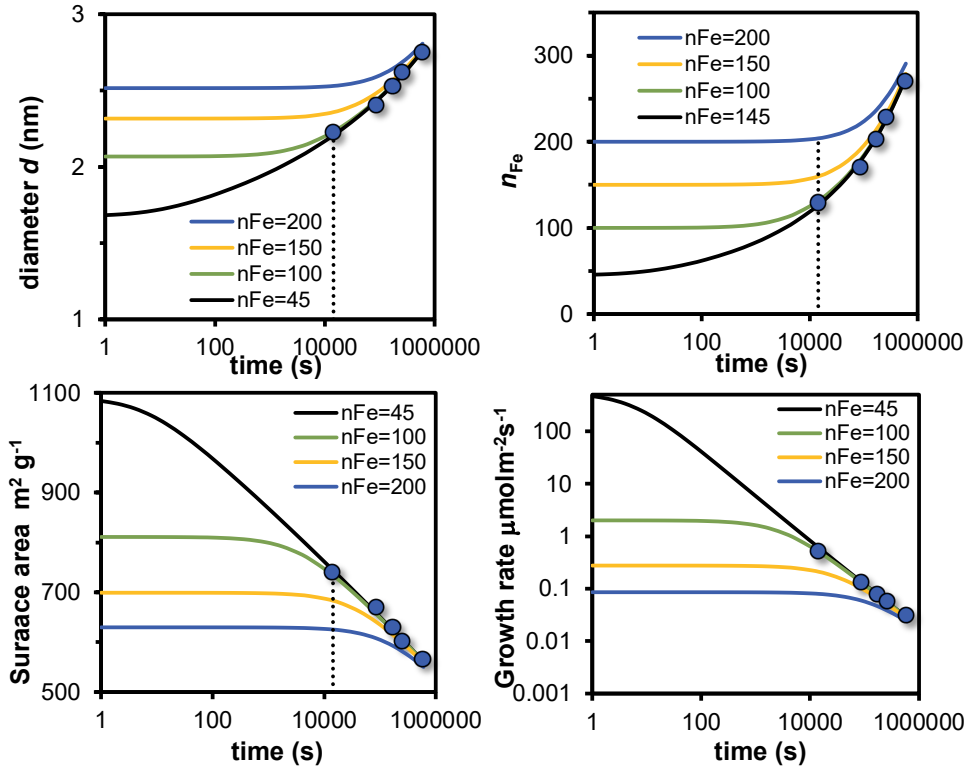 3
2
1
diameter d (nm)
nFe=200
nFe=150
nFe=100
nFe=45
1 100 10000 1000000
time (s)
300
200
100
0
nFe
nFe=200
nFe=150
nFe=100
nFe=145
1 100 10000 1000000
time (s)
1100
900
700
500
Suraace area m² g⁻¹
nFe=45
nFe=100
nFe=150
nFe=200
1 100 10000 1000000
time (s)
100
10
1
0.1
0.01
0.001
Growth rate µmolm⁻²s⁻¹
nFe=45
nFe=100
nFe=150
nFe=200
1 100 10000 1000000
time (s)